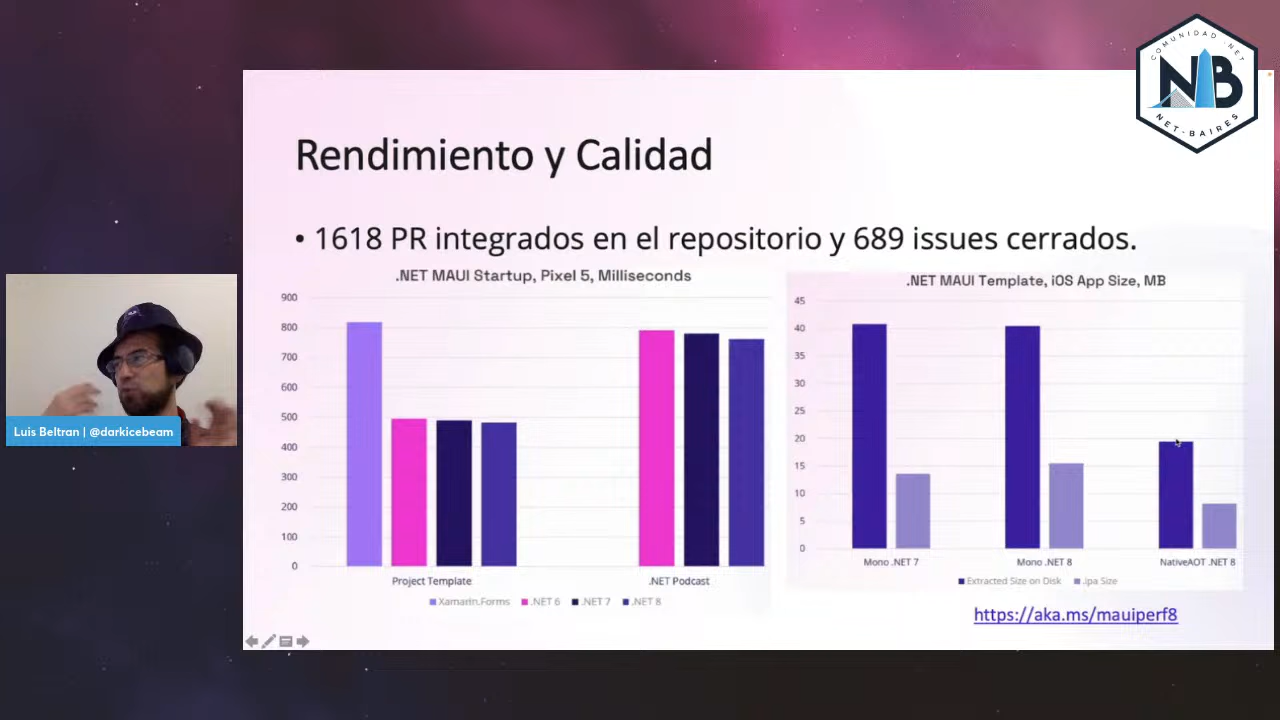 COMUNIDAD .NET
NB
NET-BAIRES
Rendimiento y Calidad
• 1618 PR integrados en el repositorio y 689 issues cerrados.
.NET MAUI Startup, Pixel 5, Milliseconds
900
800
700
600
500
400
300
200
100
0
Project Template
.NET Podcast
Xamarin.Forms .NET 6 .NET 7 .NET 8
.NET MAUI Template, iOS App Size, MB
45
40
35
30
25
20
15
10
5
0
Mono .NET 7
Mono .NET 8
NativeAOT .NET 8
Extracted Size on Disk .ipa Size
https://aka.ms/mauiperf8
Luis Beltran | @darkicebeam